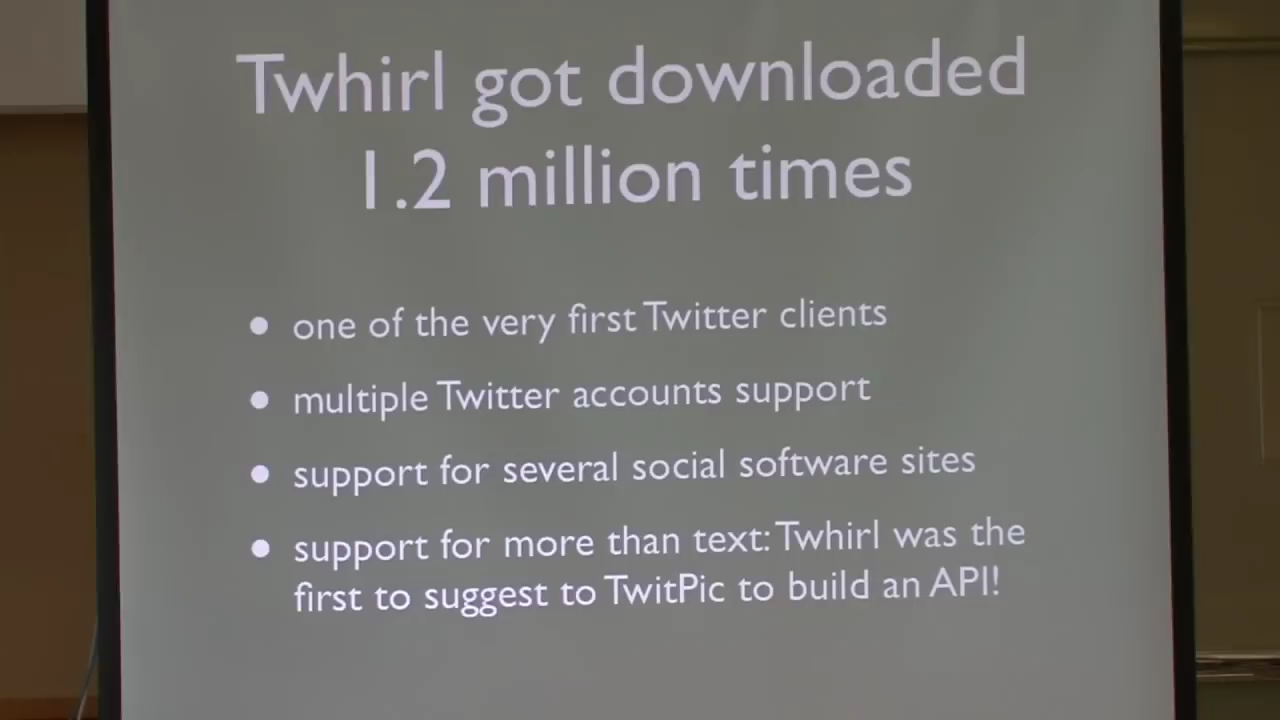 Twhirl got downloaded
1.2 million times
• one of the very first Twitter clients
• multiple Twitter accounts support
• support for several social software sites
• support for more than text: Twhirl was the
first to suggest to TwitPic to build an API!